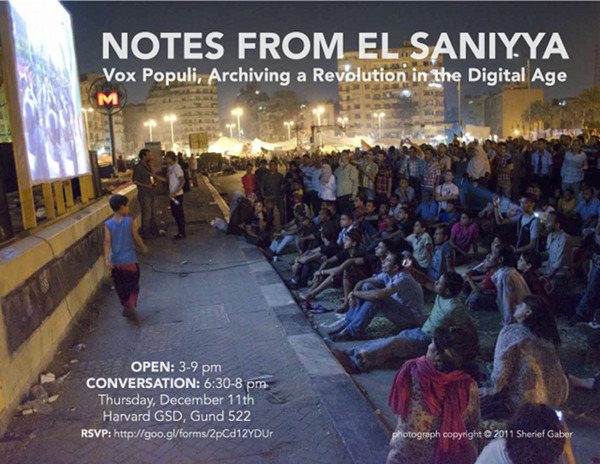 NOTES FROM EL SANIYYA
Vox Populi, Archiving a Revolution in the Digital Age
M
OPEN: 3-9 pm
CONVERSATION: 6:30-8 pm
Thursday, December 11th
Harvard GSD, Gund 522
RSVP: http://goo.gl/forms/2pCd12YDUr
photograph copyright © 2011 Sherief Gaber